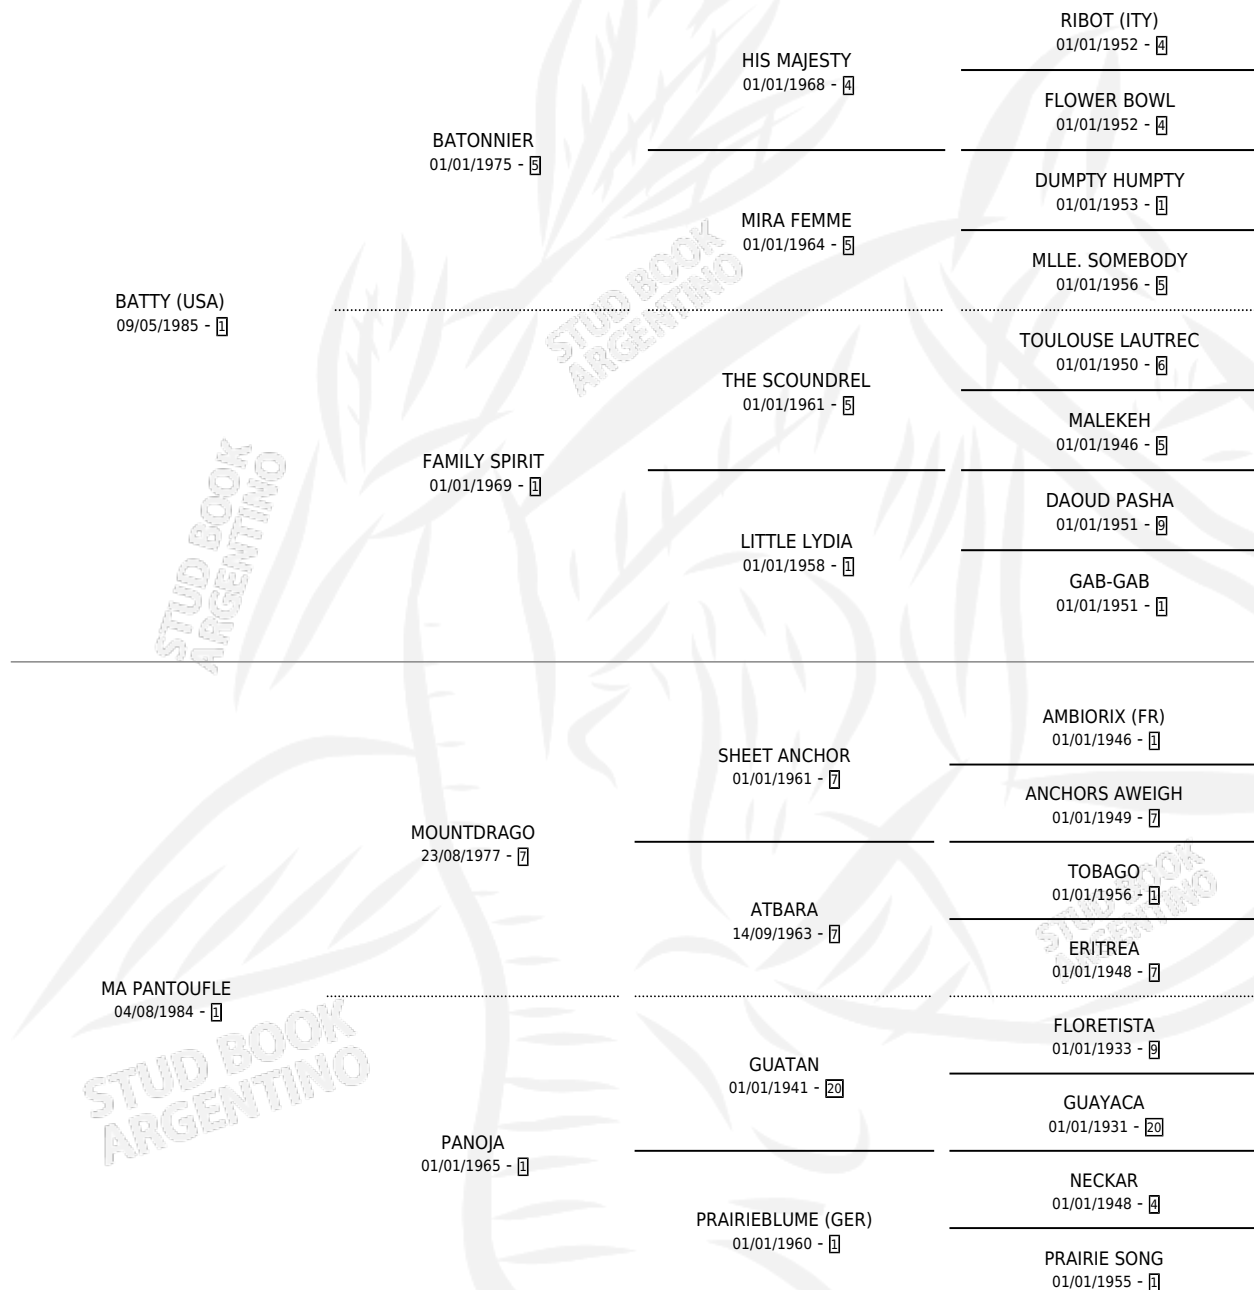 RIBOT (ITY)
01/01/1952 - 4
HIS MAJESTY
01/01/1968 - 4
FLOWER BOWL
01/01/1952 - 4
BATONNIER
01/01/1975 - 5
DUMPTY HUMPTY
01/01/1953 - 1
MIRA FEMME
01/01/1964 - 5
MLLE. SOMEBODY
01/01/1956 - 5
BATTY (USA)
09/05/1985 - 1
STUD BOOK
ARGENTINO
TOULOUSE LAUTREC
01/01/1950 - 6
THE SCOUNDREL
01/01/1961 - 5
MALEKEH
01/01/1946 - 5
FAMILY SPIRIT
01/01/1969 - 1
DAOUD PASHA
01/01/1951 - 9
LITTLE LYDIA
01/01/1958 - 1
GAB-GAB
01/01/1951 - 1
STUD BOOK
ARGENTINO
AMBIORIX (FR)
01/01/1946 - 1
SHEET ANCHOR
01/01/1961 - 7
ANCHORS AWEIGH
01/01/1949 - 7
MOUNTDRAGO
23/08/1977 - 7
TOBAGO
01/01/1956 - 1
STUD BOOK
ARGENTINO
ATBARA
14/09/1963 - 7
ERITREA
01/01/1948 - 7
MA PANTOUFLE
04/08/1984 - 1
FLORETISTA
01/01/1933 - 9
GUATAN
01/01/1941 - 20
GUAYACA
01/01/1931 - 20
STUD BOOK
ARGENTINO
PANOJA
01/01/1965 - 1
NECKAR
01/01/1948 - 4
PRAIRIEBLUME (GER)
01/01/1960 - 1
PRAIRIE SONG
01/01/1955 - 1